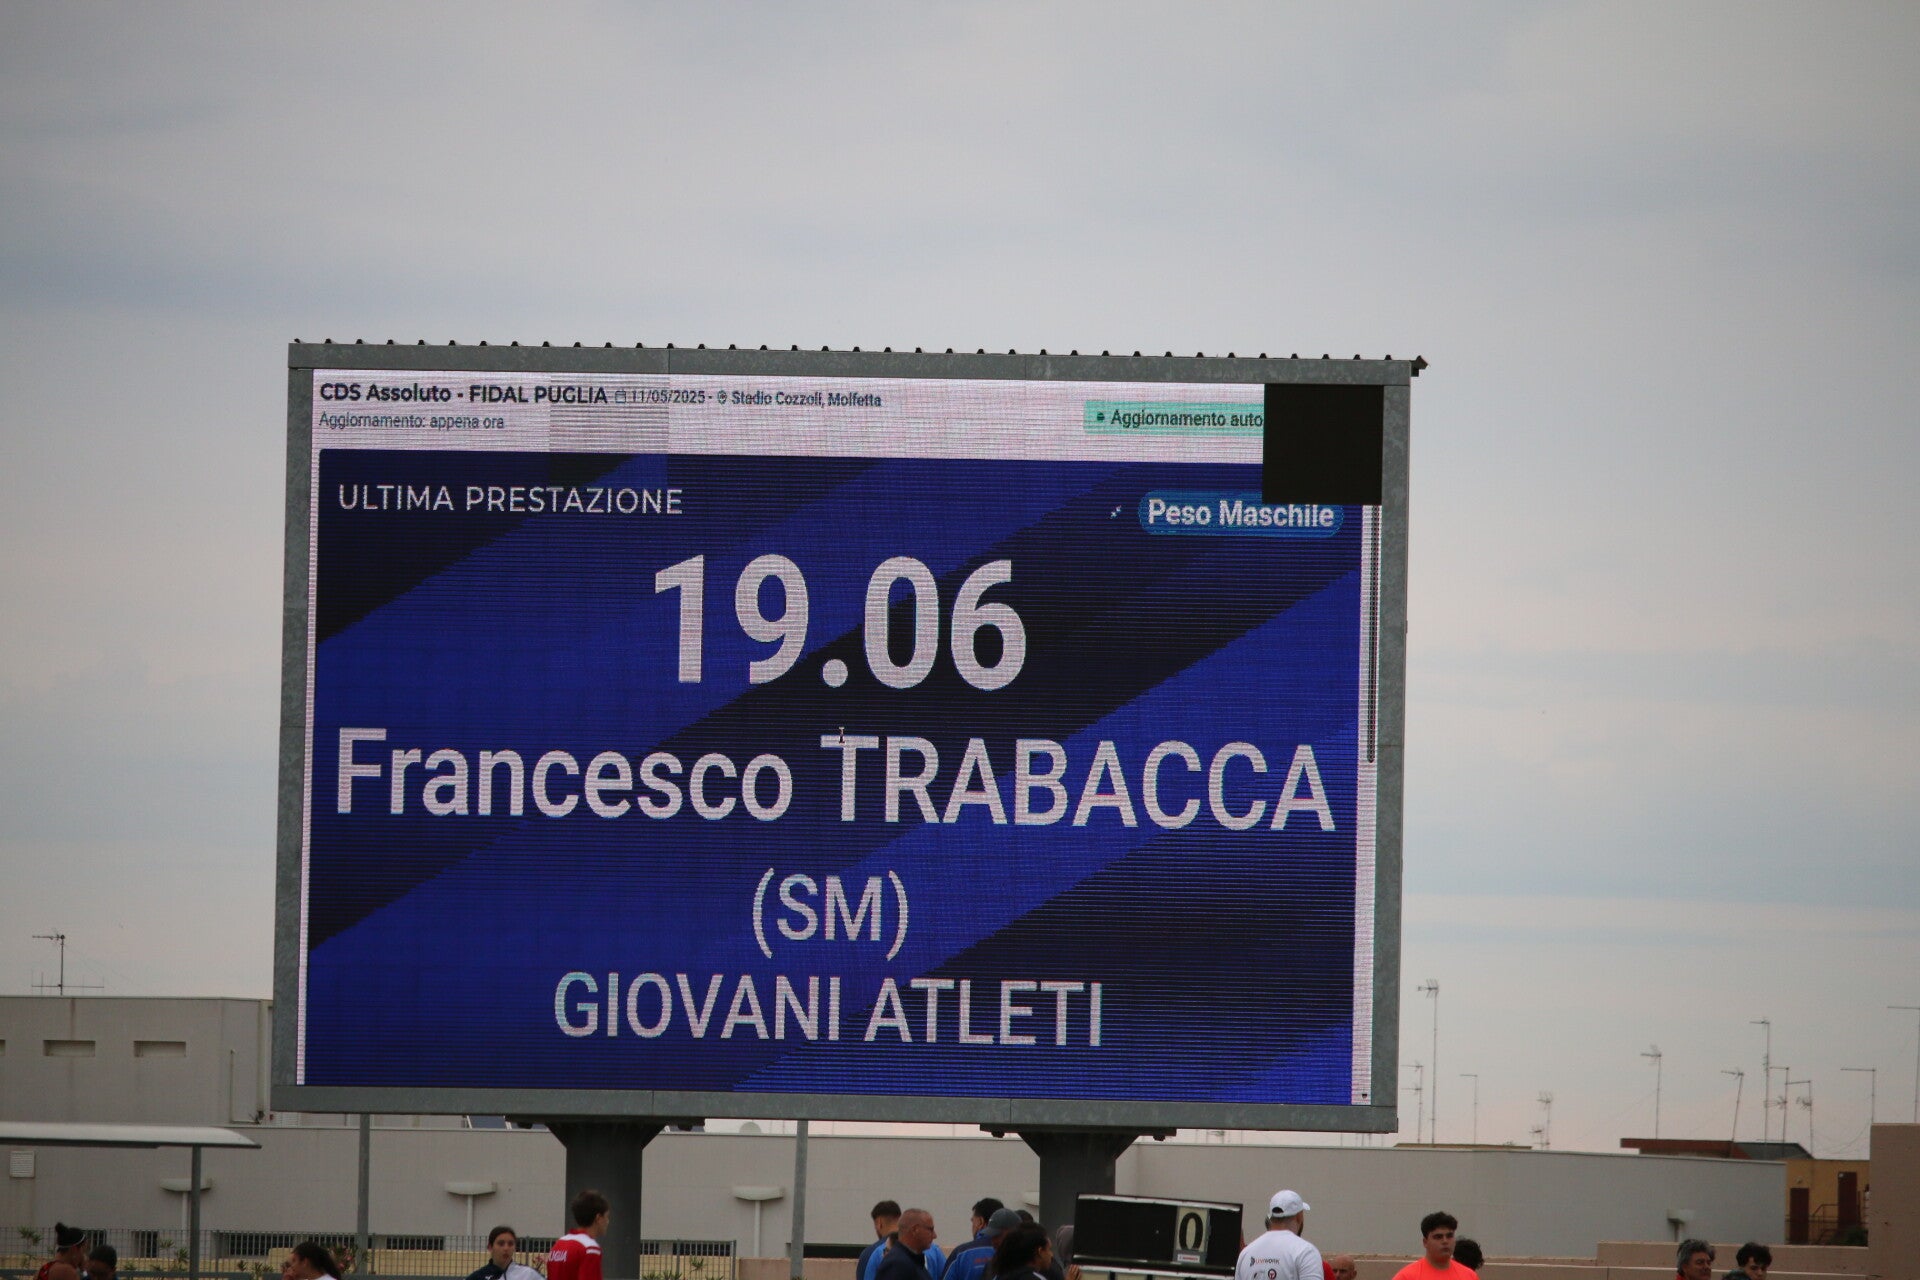 CDS Assoluto - FIDAL PUGLIA 11/05/2025 - Stadio Cozzoli, Molfetta
Aggiornamento: appena ora
Aggiornamento auto
ULTIMA PRESTAZIONE
Peso Maschile
19.06
Francesco TRABACCA
(SM)
GIOVANI ATLETI
0